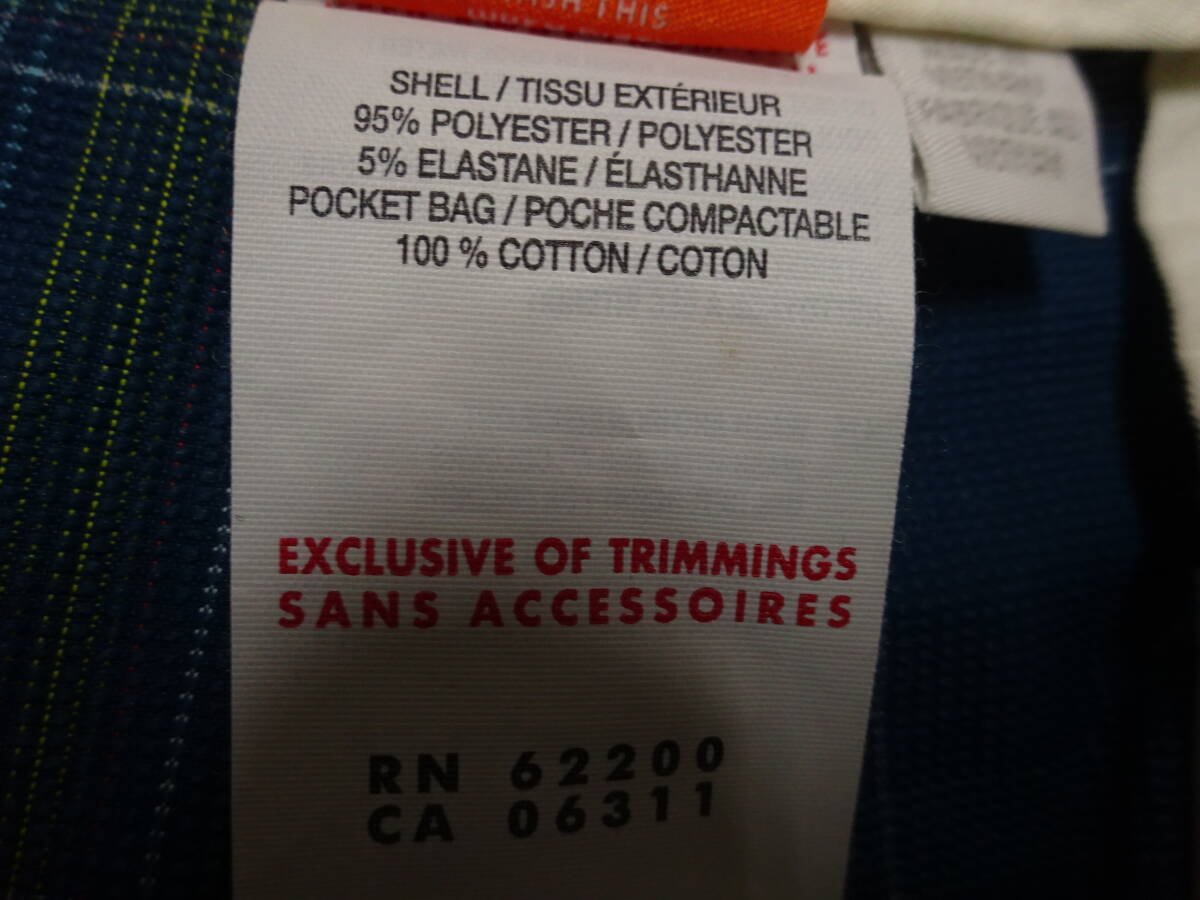 THIS
SHELL / TISSU EXTÉRIEUR
95% POLYESTER / POLYESTER
5% ELASTANE / ÉLASTHANNE
POCKET BAG / POCHE COMPACTABLE
100 % COTTON / COTON
EXCLUSIVE OF TRIMMINGS
SANS ACCESSOIRES
RN 62200
CA 06311